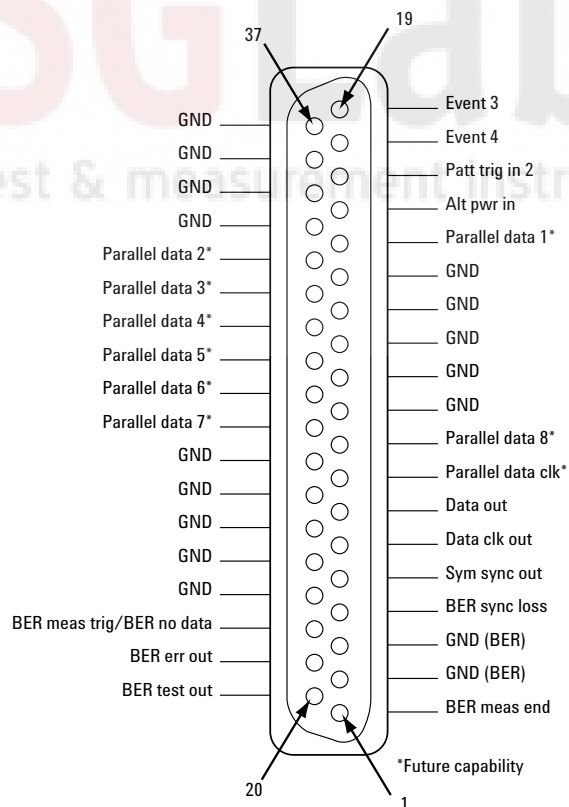 SGLab
est & measurement instr
37
19
GND
GND
GND
GND
Parallel data 2*
Parallel data 3*
Parallel data 4*
Parallel data 5*
Parallel data 6*
Parallel data 7*
GND
GND
GND
GND
GND
BER meas trig/BER no data
BER err out
BER test out
Event 3
Event 4
Patt trig in 2
Alt pwr in
Parallel data 1*
GND
GND
GND
GND
GND
Parallel data 8*
Parallel data clk*
Data out
Data clk out
Sym sync out
BER sync loss
GND (BER)
GND (BER)
BER meas end
*Future capability
20
1